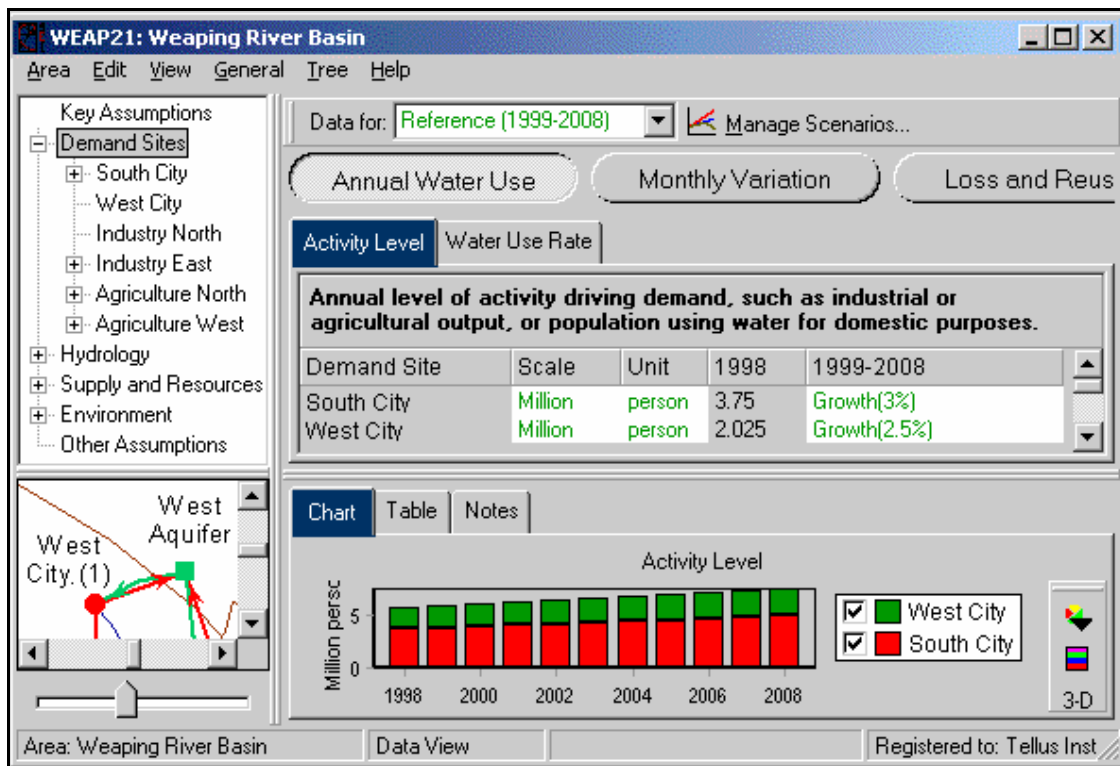 WEAP21: Weaping River Basin
Area Edit View General Tree Help
Key Assumptions
Demand Sites
South City
West City
Industry North
Industry East
Agriculture North
Agriculture West
Hydrology
Supply and Resources
Environment
Other Assumptions
Data for: Reference (1999-2008) Manage Scenarios...
Annual Water Use Monthly Variation Loss and Reus
Activity Level Water Use Rate
Annual level of activity driving demand, such as industrial or
agricultural output, or population using water for domestic purposes.
Demand Site Scale Unit 1998 1999-2008
South City Million person 3.75 Growth(3%)
West City Million person 2.025 Growth(2.5%)
West
Aquifer
West
City.(1)
Chart Table Notes
Activity Level
Million persc
5
0
1998 2000 2002 2004 2006 2008
West City
South City
3-D
Area: Weaping River Basin Data View Registered to: Tellus Inst